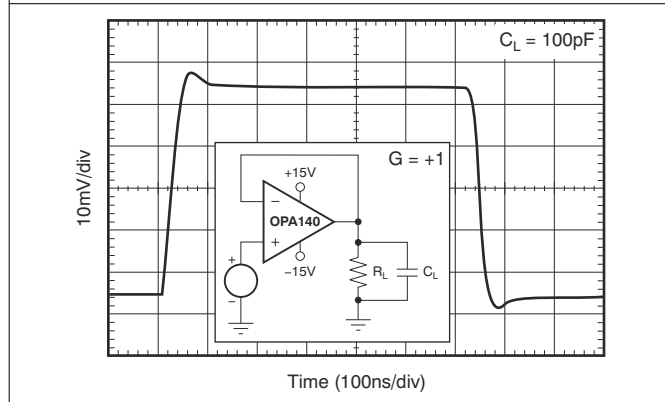 C_L = 100pF
10mV/div
G = +1
+15V
−
OPA140
+
+
−
−15V
R_L
C_L
Time (100ns/div)